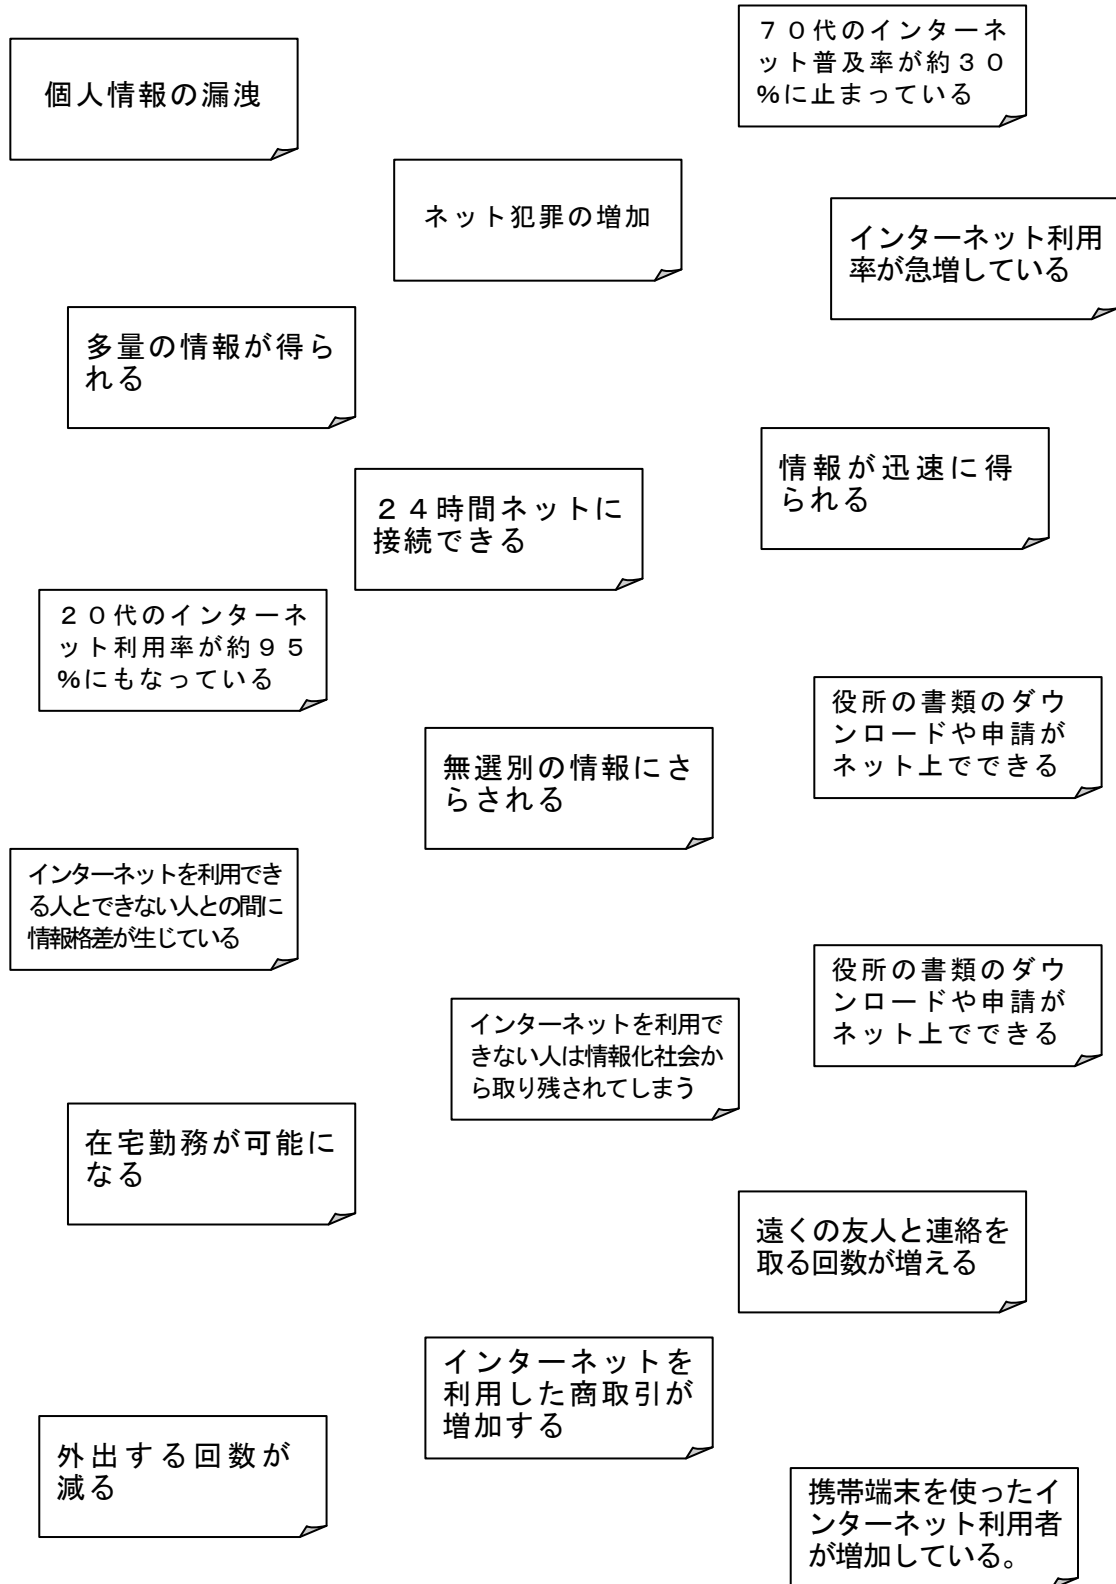 ７０代のインターネ
ット普及率が約３０
%に止まっている
個人情報の漏洩
ネット犯罪の増加
インターネット利用
率が急増している
多量の情報が得ら
れる
情報が迅速に得
られる
２４時間ネットに
接続できる
２０代のインターネ
ット利用率が約９５
%にもなっている
役所の書類のダウ
ンロードや申請が
ネット上でできる
無選別の情報にさ
らされる
インターネットを利用でき
る人とできない人との間に
情報格差が生じている
役所の書類のダウ
ンロードや申請が
ネット上でできる
インターネットを利用で
きない人は情報化社会か
ら取り残されてしまう
在宅勤務が可能に
なる
遠くの友人と連絡を
取る回数が増える
インターネットを
利用した商取引が
増加する
外出する回数が
減る
携帯端末を使ったイ
ンターネット利用者
が増加している。